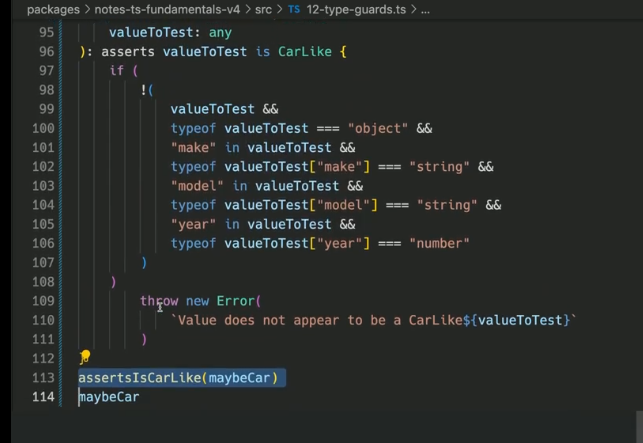 packages > notes-ts-fundamentals-v4 > src > TS 12-type-guards.ts > ...
95 valueToTest: any
96 ): asserts valueToTest is CarLike {
97 if (
98 !(
99 valueToTest &&
100 typeof valueToTest === "object" &&
101 "make" in valueToTest &&
102 typeof valueToTest["make"] === "string" &&
103 "model" in valueToTest &&
104 typeof valueToTest["model"] === "string" &&
105 "year" in valueToTest &&
106 typeof valueToTest["year"] === "number"
107 )
108 )
109 throw new Error(
110 `Value does not appear to be a CarLike${valueToTest}`
111 )
112 }
113 assertsIsCarLike(maybeCar)
114 maybeCar